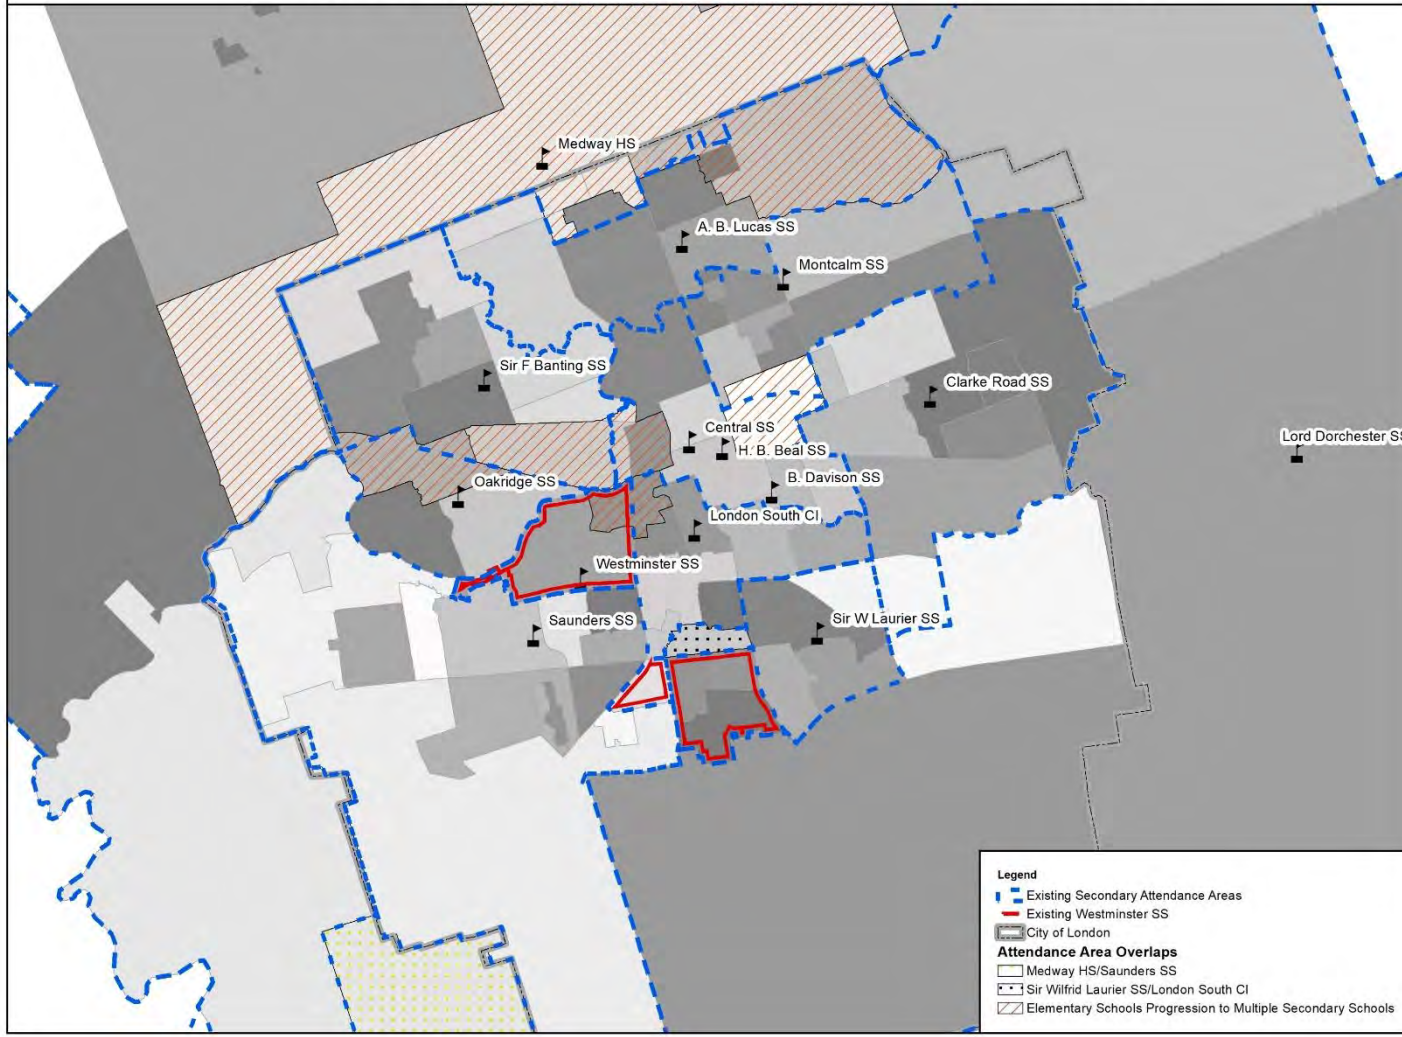 Medway HS
A. B. Lucas SS
Montcalm SS
Sir F Banting SS
Clarke Road SS
Central SS
Lord Dorchester SS
H. B. Beal SS
Oakridge SS
B. Davison SS
London South CI
Westminster SS
Saunders SS
Sir W Laurier SS
Legend
Existing Secondary Attendance Areas
Existing Westminster SS
City of London
Attendance Area Overlaps
Medway HS/Saunders SS
Sir Wilfrid Laurier SS/London South CI
Elementary Schools Progression to Multiple Secondary Schools